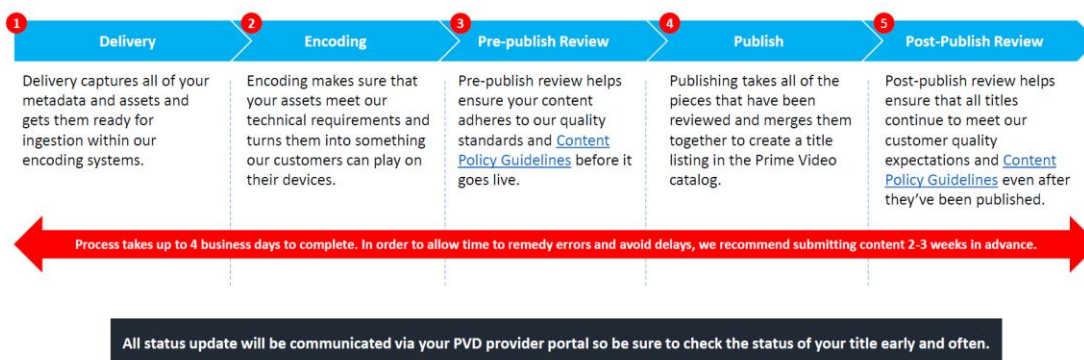 1
Delivery
Delivery captures all of your
metadata and assets and
gets them ready for
ingestion within our
encoding systems.
2
Encoding
Encoding makes sure that
your assets meet our
technical requirements and
turns them into something
our customers can play on
their devices.
3
Pre-publish Review
Pre-publish review helps
ensure your content
adheres to our quality
standards and Content
Policy Guidelines before it
goes live.
4
Publish
Publishing takes all of the
pieces that have been
reviewed and merges them
together to create a title
listing in the Prime Video
catalog.
5
Post-Publish Review
Post-publish review helps
ensure that all titles
continue to meet our
customer quality
expectations and Content
Policy Guidelines even after
they’ve been published.
Process takes up to 4 business days to complete. In order to allow time to remedy errors and avoid delays, we recommend submitting content 2-3 weeks in advance.
All status update will be communicated via your PVD provider portal so be sure to check the status of your title early and often.